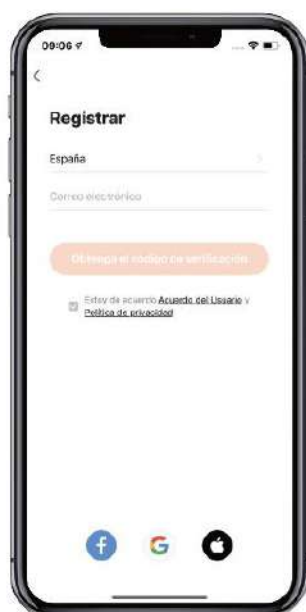 09:06
Registrar
España
Correo electrónico
Obtenga el código de verificación
Estoy de acuerdo Acuerdo del Usuario y
Política de privacidad